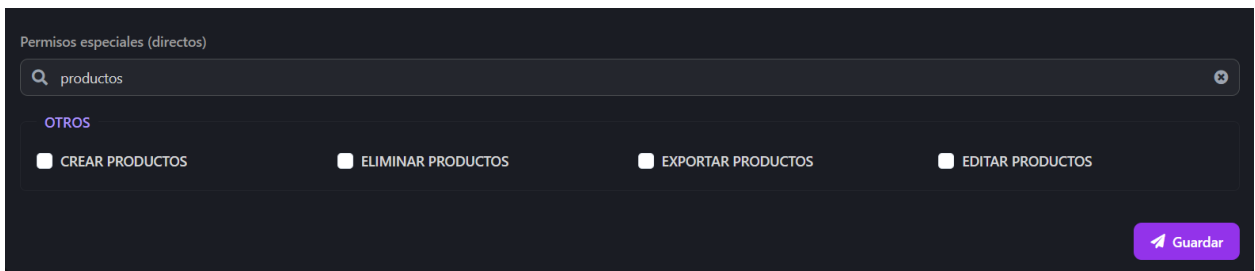 Permisos especiales (directos)
productos
OTROS
CREAR PRODUCTOS ELIMINAR PRODUCTOS EXPORTAR PRODUCTOS EDITAR PRODUCTOS
Guardar